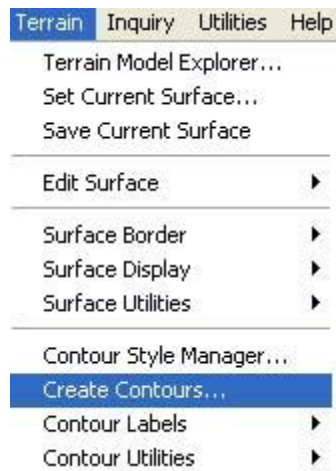 Terrain Inquiry Utilities Help
Terrain Model Explorer...
Set Current Surface...
Save Current Surface
Edit Surface
Surface Border
Surface Display
Surface Utilities
Contour Style Manager...
Create Contours...
Contour Labels
Contour Utilities